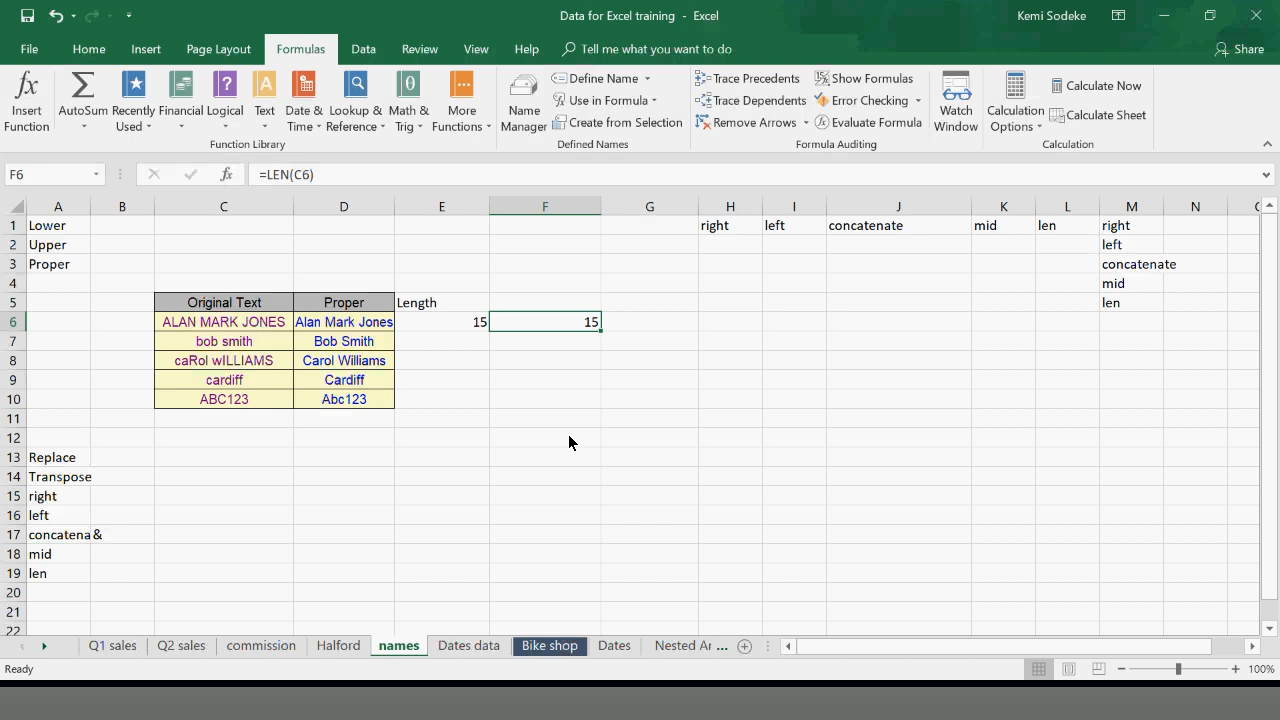 Data for Excel training - Excel
Kemi Sodeke
File Home Insert Page Layout Formulas Data Review View Help Tell me what you want to do Share
Insert Function
AutoSum
Recently Used
Financial
Logical
Text
Date & Time
Lookup & Reference
Math & Trig
More Functions
Function Library
Name Manager
Define Name
Use in Formula
Create from Selection
Defined Names
Trace Precedents
Trace Dependents
Remove Arrows
Show Formulas
Error Checking
Evaluate Formula
Formula Auditing
Watch Window
Calculation Options
Calculate Now
Calculate Sheet
Calculation
F6 fx =LEN(C6)
A B C D E F G H I J K L M N
1 Lower right left concatenate mid len right
2 Upper left
3 Proper concatenate
4 mid
5 Original Text Proper Length len
6 ALAN MARK JONES Alan Mark Jones 15 15
7 bob smith Bob Smith
8 caRol wILLIAMS Carol Williams
9 cardiff Cardiff
10 ABC123 Abc123
11
12
13 Replace
14 Transpose
15 right
16 left
17 concatena &
18 mid
19 len
20
21
22
Q1 sales Q2 sales commission Halford names Dates data Bike shop Dates Nested Ar ...
Ready 100%